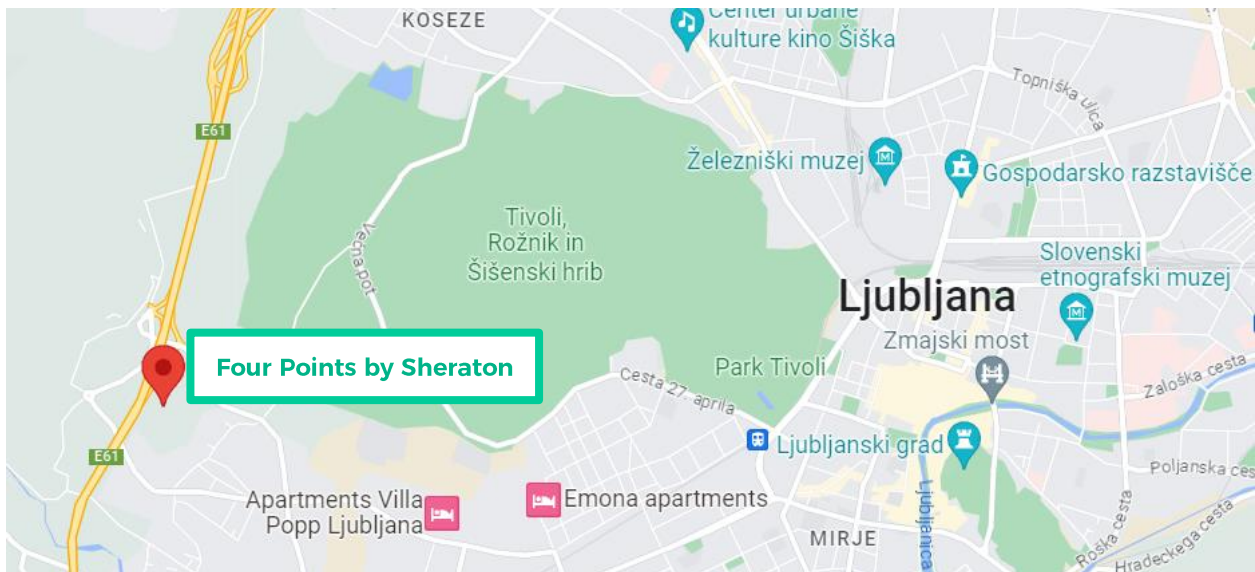 KOSEZE
Center urbane
kulture kino Šiška
Topniška ulica
E61
Železniški muzej
Gospodarsko razstavišče
Večna pot
Tivoli,
Rožnik in
Šišenski hrib
Slovenski
etnografski muzej
Ljubljana
Zmajski most
Four Points by Sheraton
Park Tivoli
Cesta 27. aprila
Zaloška cesta
Ljubljanski grad
E61
Poljanska ces
Apartments Villa
Popp Ljubljana
Emona apartments
Ljubljanica
MIRJE
Roška cesta
Hradeckega cesta